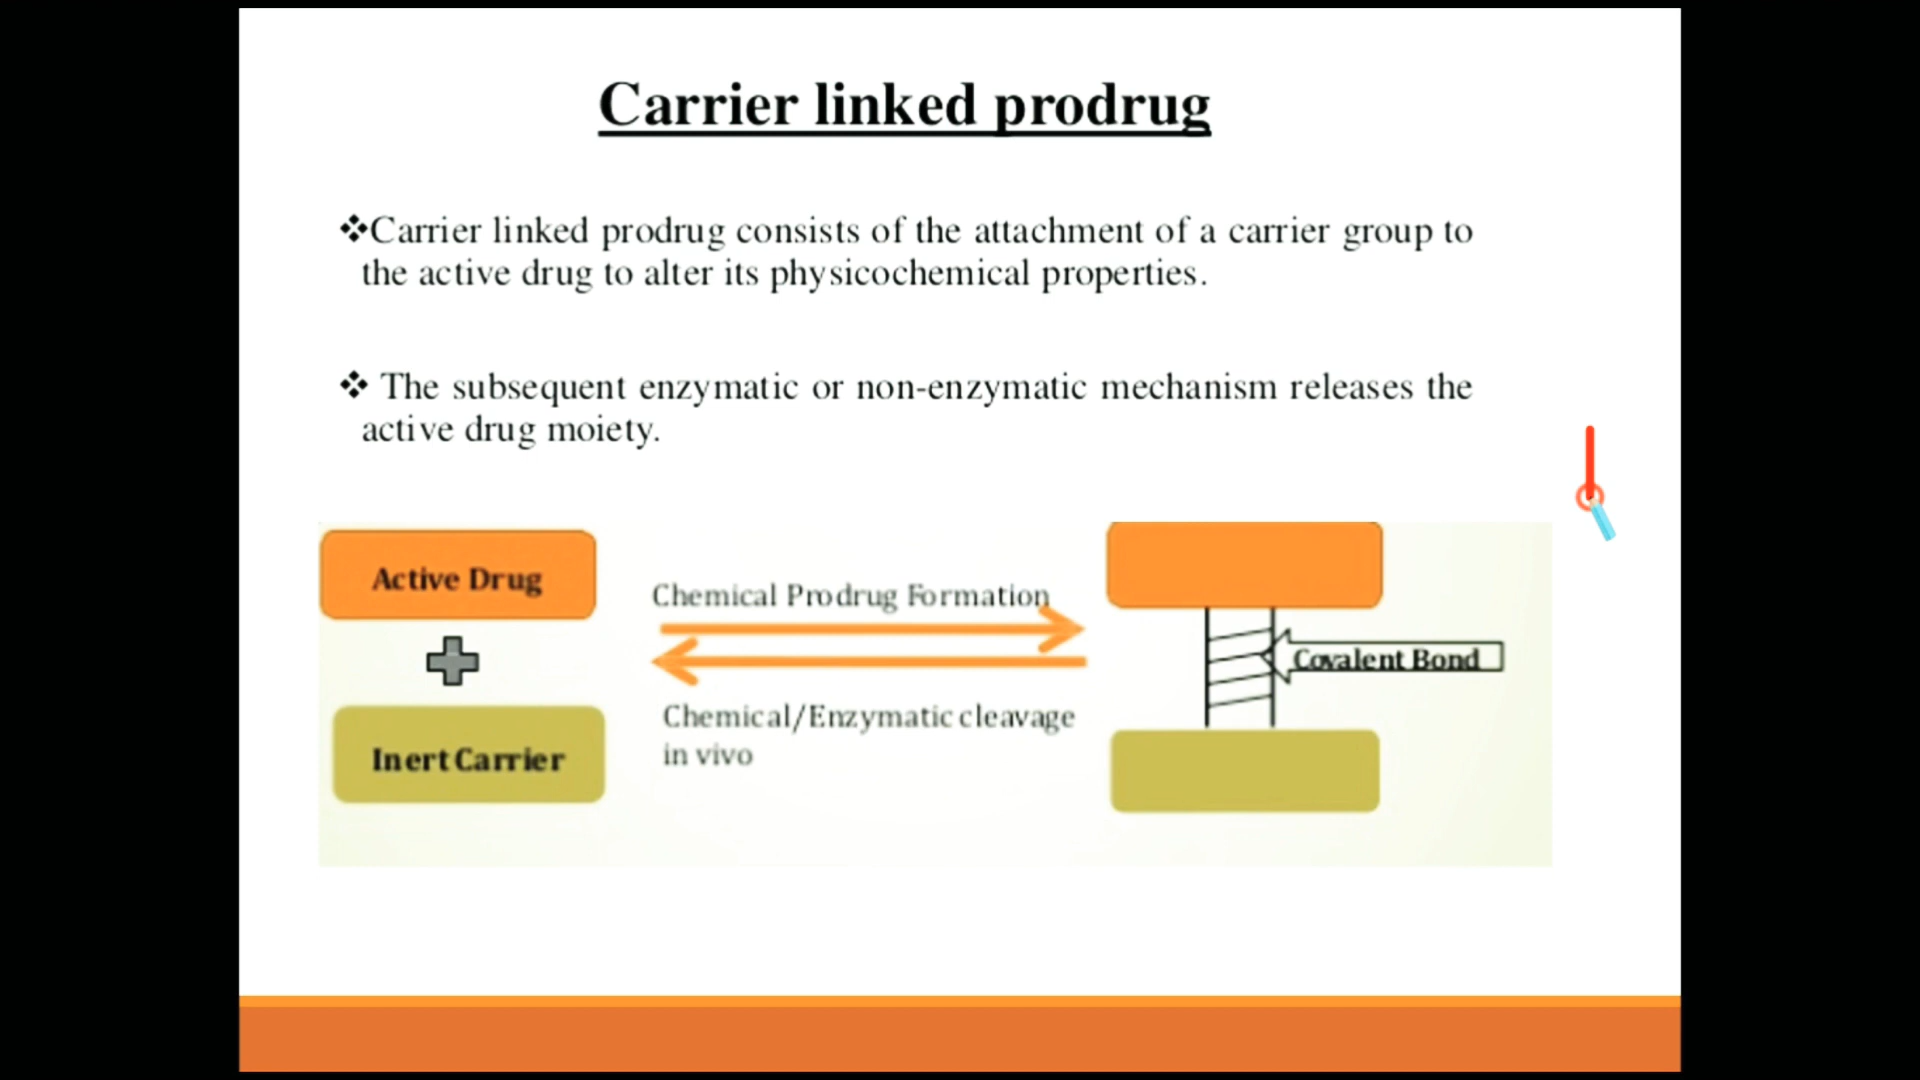 Carrier linked prodrug
❖Carrier linked prodrug consists of the attachment of a carrier group to
the active drug to alter its physicochemical properties.
❖ The subsequent enzymatic or non-enzymatic mechanism releases the
active drug moiety.
Active Drug
Chemical Prodrug Formation
Covalent Bond
Chemical/Enzymatic cleavage
in vivo
Inert Carrier